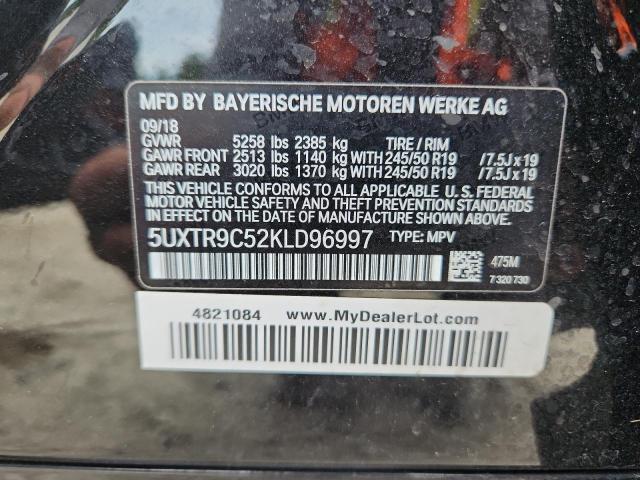 MFD BY BAYERISCHE MOTOREN WERKE AG
09/18
GVWR 5258 lbs 2385 kg TIRE / RIM
GAWR FRONT 2513 lbs 1140 kg WITH 245/50 R19 /7.5J x 19
GAWR REAR 3020 lbs 1370 kg WITH 245/50 R19 /7.5J x 19
THIS VEHICLE CONFORMS TO ALL APPLICABLE U. S. FEDERAL
MOTOR VEHICLE SAFETY AND THEFT PREVENTION STANDARDS
IN EFFECT ON THE DATE OF MANUFACTURE SHOWN ABOVE.
5UXTR9C52KLD96997 TYPE: MPV
475M
7 320 730
4821084 www.MyDealerLot.com